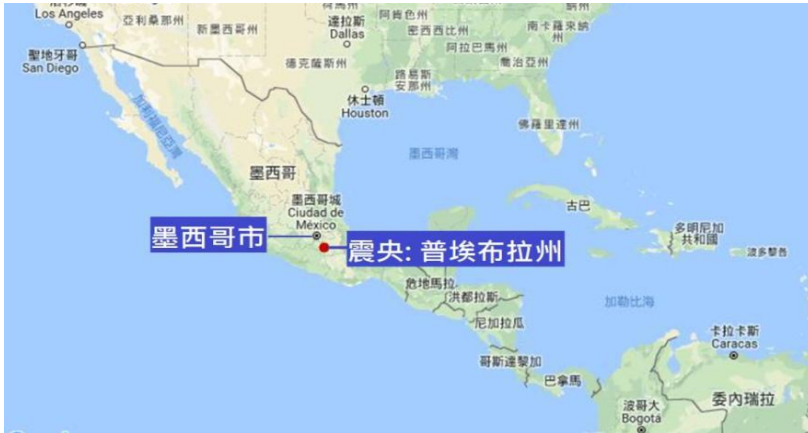 Los Angeles
亞利桑那州
新墨西哥州
達拉斯
Dallas
阿肯色州
密西西比州
南卡羅來納
州
聖地牙哥
San Diego
德克薩斯州
阿拉巴馬州
喬治亞州
路易斯
安那州
休士頓
Houston
佛羅里達州
加利福尼亞灣
墨西哥灣
墨西哥
墨西哥城
Ciudad de
México
古巴
墨西哥市
震央: 普埃布拉州
多明尼加
共和國
波多黎各
危地馬拉
洪都拉斯
加勒比海
尼加拉瓜
卡拉卡斯
Caracas
哥斯達黎加
巴拿馬
波哥大
Bogotá
委內瑞拉